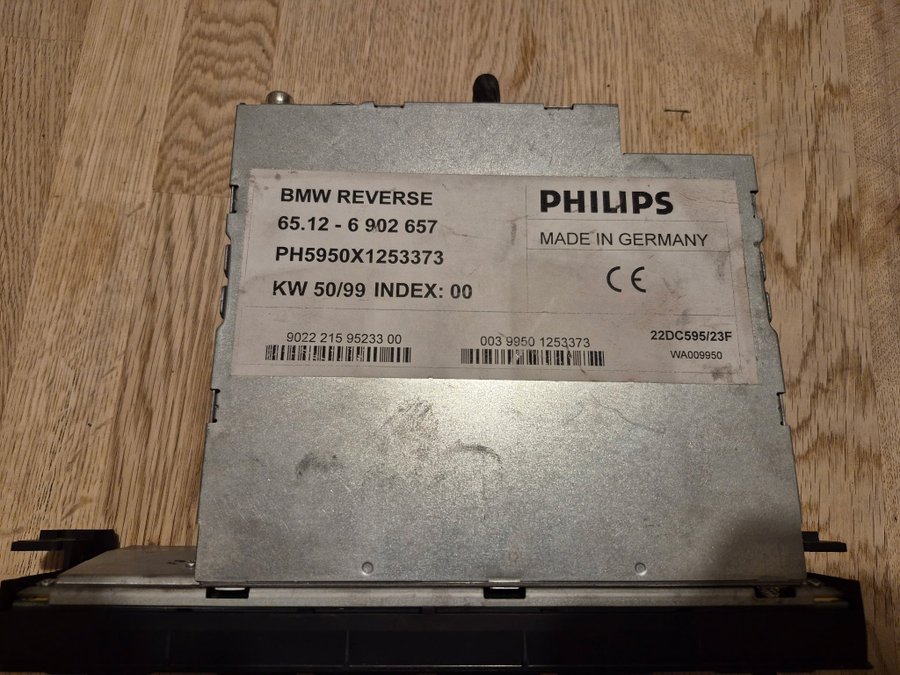 BMW REVERSE
65.12 - 6 902 657
PH5950X1253373
KW 50/99 INDEX: 00
9022 215 95233 00
003 9950 1253373
PHILIPS
MADE IN GERMANY
CE
22DC595/23F
WA009950